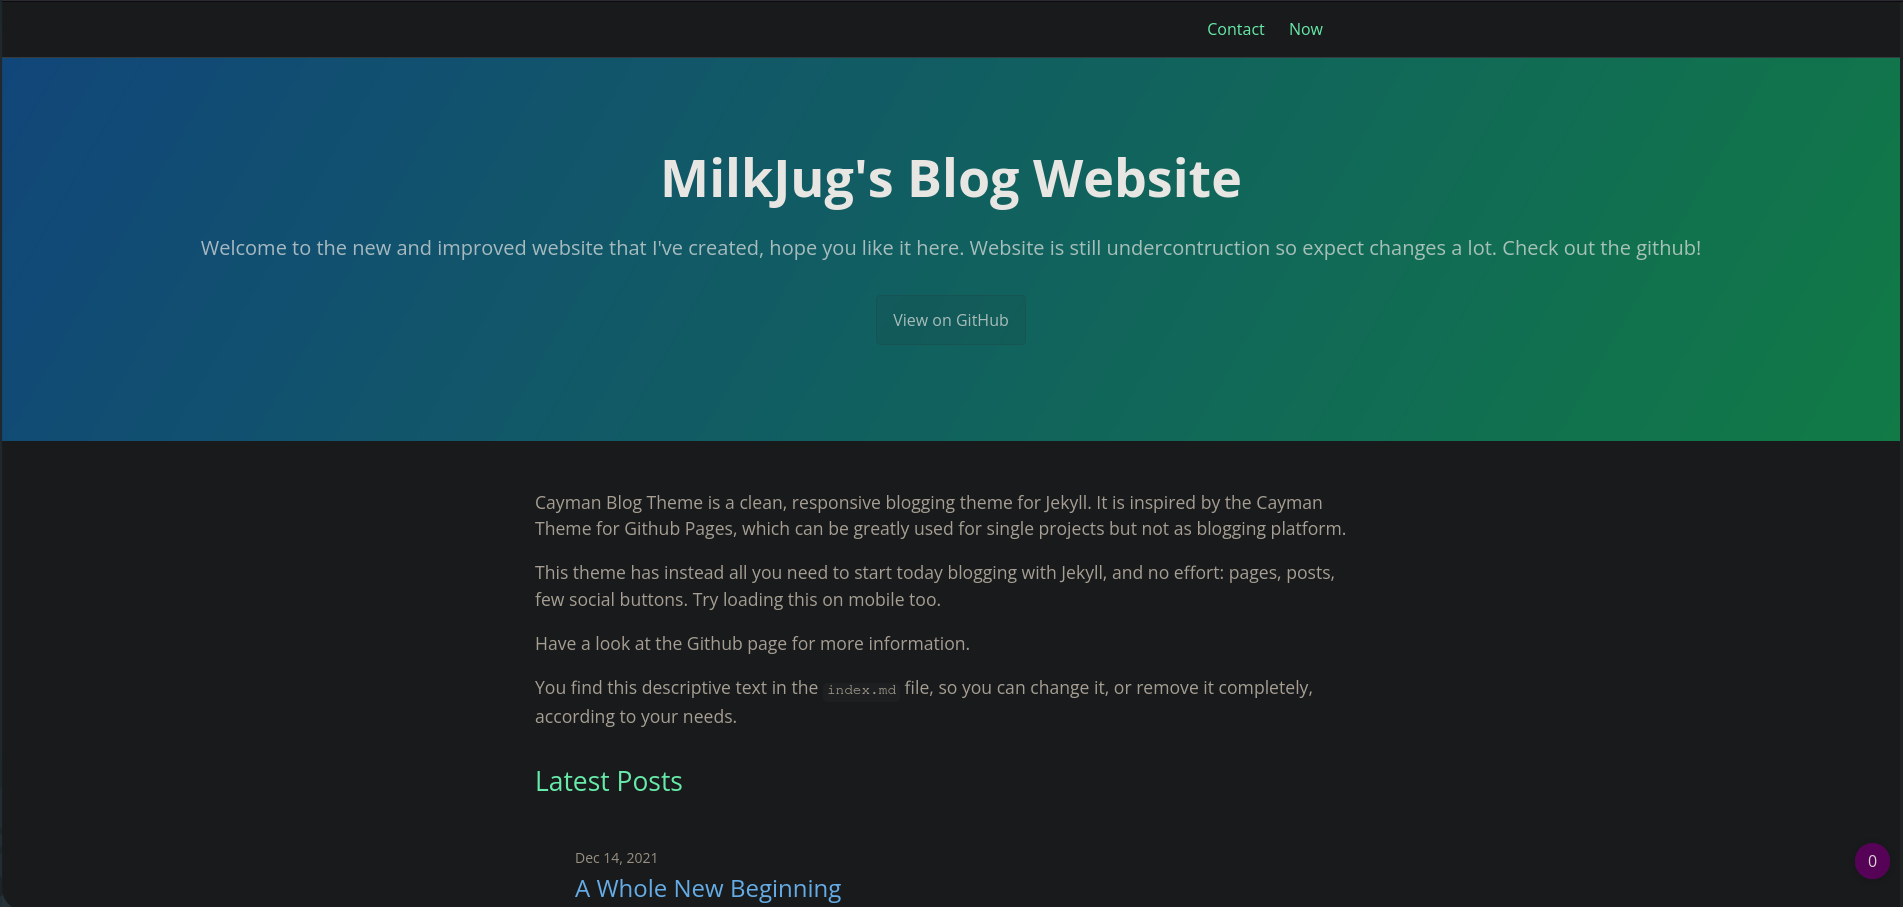 Contact Now
MilkJug's Blog Website
Welcome to the new and improved website that I've created, hope you like it here. Website is still undercontruction so expect changes a lot. Check out the github!
View on GitHub
Cayman Blog Theme is a clean, responsive blogging theme for Jekyll. It is inspired by the Cayman
Theme for Github Pages, which can be greatly used for single projects but not as blogging platform.
This theme has instead all you need to start today blogging with Jekyll, and no effort: pages, posts,
few social buttons. Try loading this on mobile too.
Have a look at the Github page for more information.
You find this descriptive text in the index.md file, so you can change it, or remove it completely,
according to your needs.
Latest Posts
Dec 14, 2021
A Whole New Beginning
0